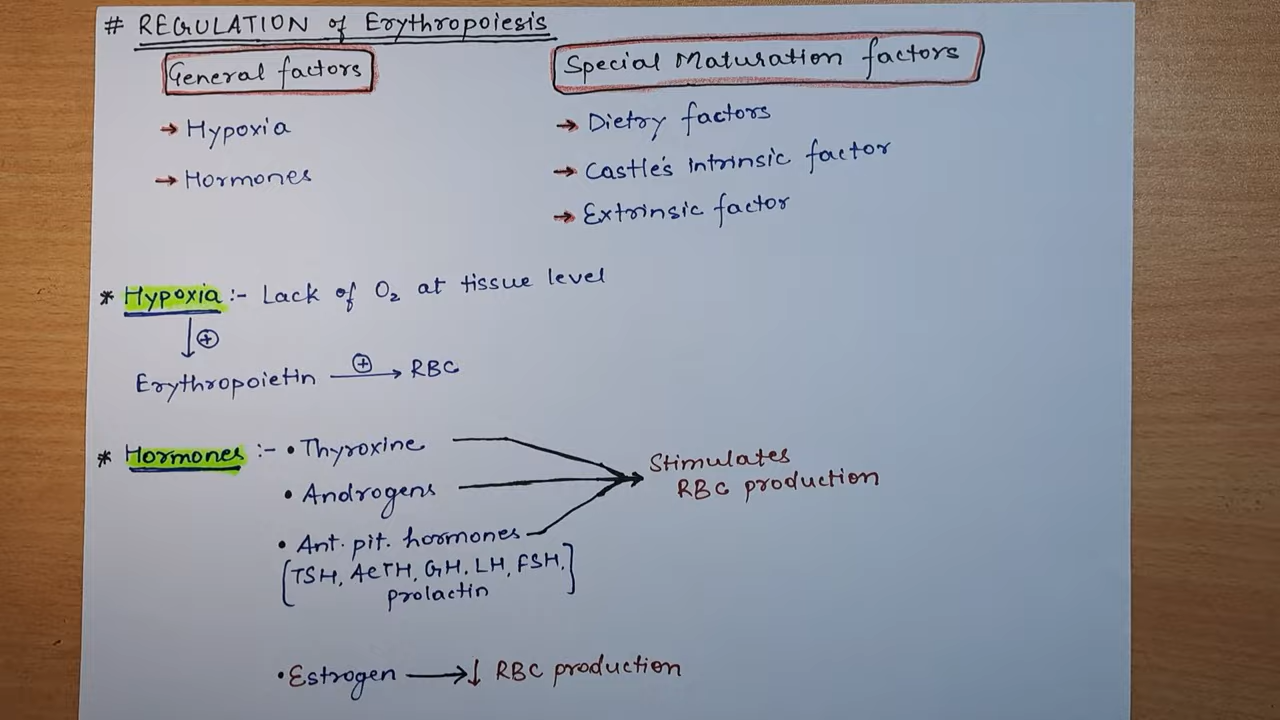 # REGULATION of Erythropoiesis
General factors
→ Hypoxia
→ Hormones
Special Maturation factors
→ Dietry factors
→ Castle's intrinsic factor
→ Extrinsic factor
* Hypoxia :- Lack of O₂ at tissue level
↓ ⊕
Erythropoietin ⊕→ RBC
* Hormones :- • Thyroxine
• Androgens
• Ant. pit. hormones
[TSH, ACTH, GH, LH, FSH,
prolactin]
Stimulates
RBC production
• Estrogen → ↓ RBC production